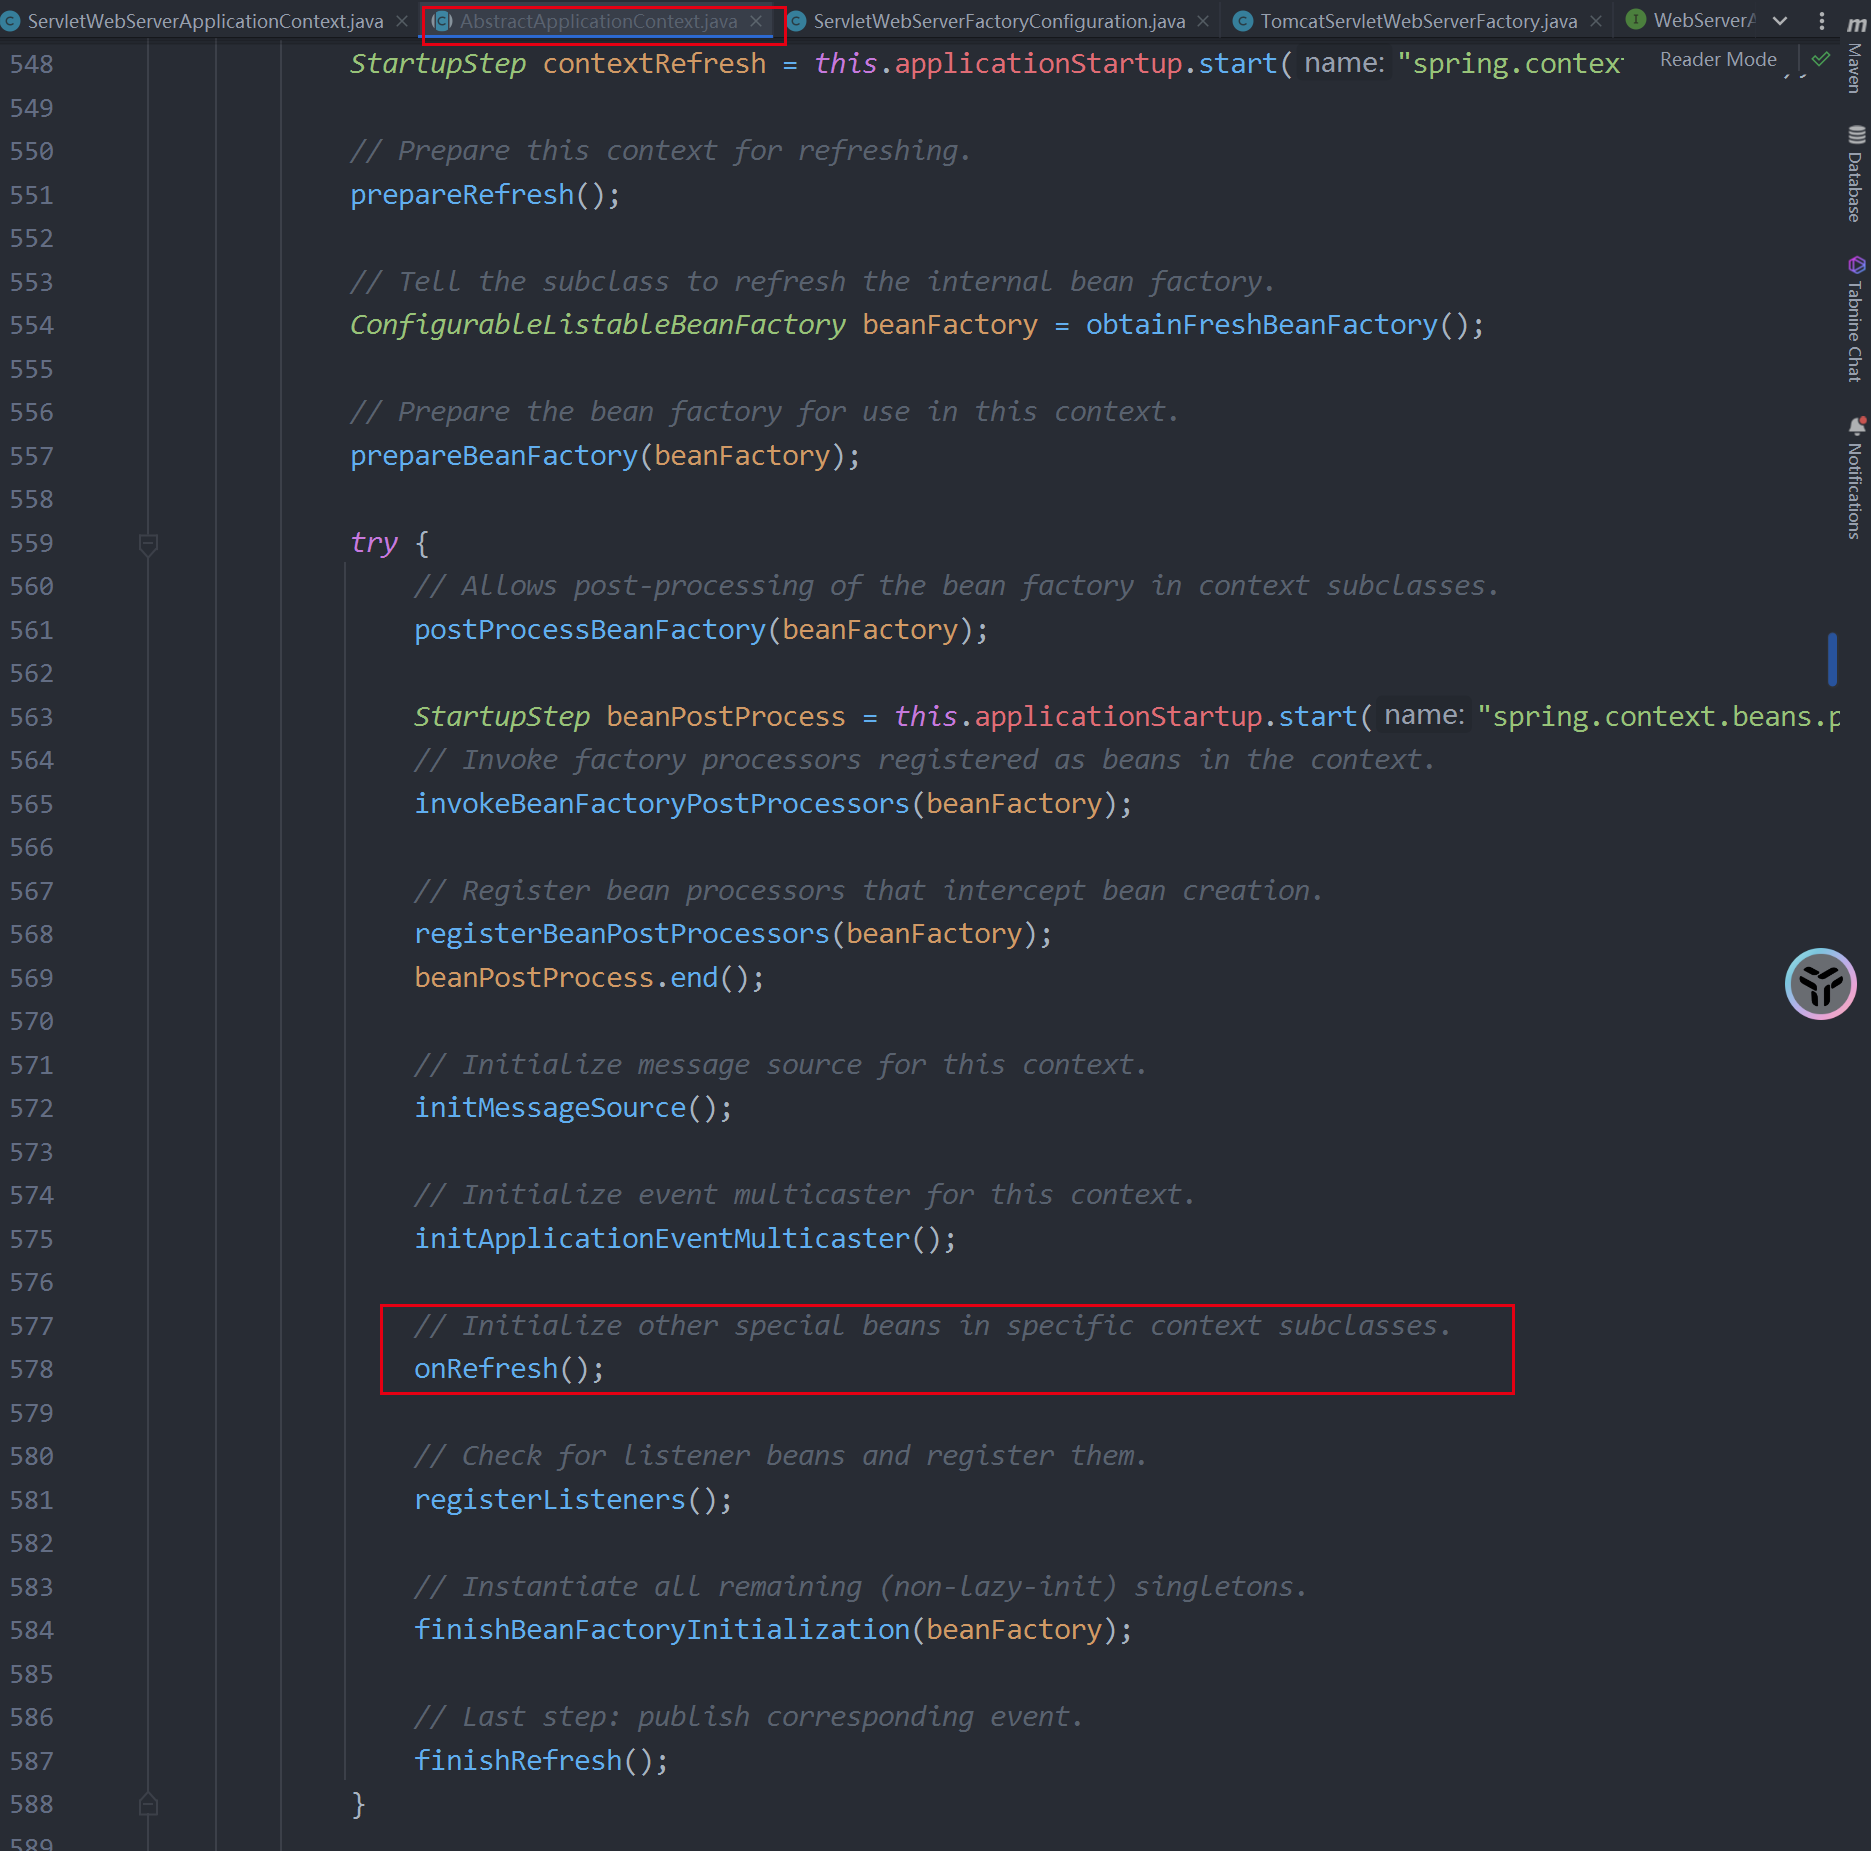 ServletWebServerApplicationContext.java AbstractApplicationContext.java ServletWebServerFactoryConfiguration.java TomcatServletWebServerFactory.java
548 StartupStep contextRefresh = this.applicationStartup.start( name: "spring.contex
Reader Mode
549
550 // Prepare this context for refreshing.
551 prepareRefresh();
552
553 // Tell the subclass to refresh the internal bean factory.
554 ConfigurableListableBeanFactory beanFactory = obtainFreshBeanFactory();
555
556 // Prepare the bean factory for use in this context.
557 prepareBeanFactory(beanFactory);
558
559 try {
560 // Allows post-processing of the bean factory in context subclasses.
561 postProcessBeanFactory(beanFactory);
562
563 StartupStep beanPostProcess = this.applicationStartup.start( name: "spring.context.beans.p
564 // Invoke factory processors registered as beans in the context.
565 invokeBeanFactoryPostProcessors(beanFactory);
566
567 // Register bean processors that intercept bean creation.
568 registerBeanPostProcessors(beanFactory);
569 beanPostProcess.end();
570
571 // Initialize message source for this context.
572 initMessageSource();
573
574 // Initialize event multicaster for this context.
575 initApplicationEventMulticaster();
576
577 // Initialize other special beans in specific context subclasses.
578 onRefresh();
579
580 // Check for listener beans and register them.
581 registerListeners();
582
583 // Instantiate all remaining (non-lazy-init) singletons.
584 finishBeanFactoryInitialization(beanFactory);
585
586 // Last step: publish corresponding event.
587 finishRefresh();
588 }
589
m Maven
Database
Tabnine Chat
Notifications